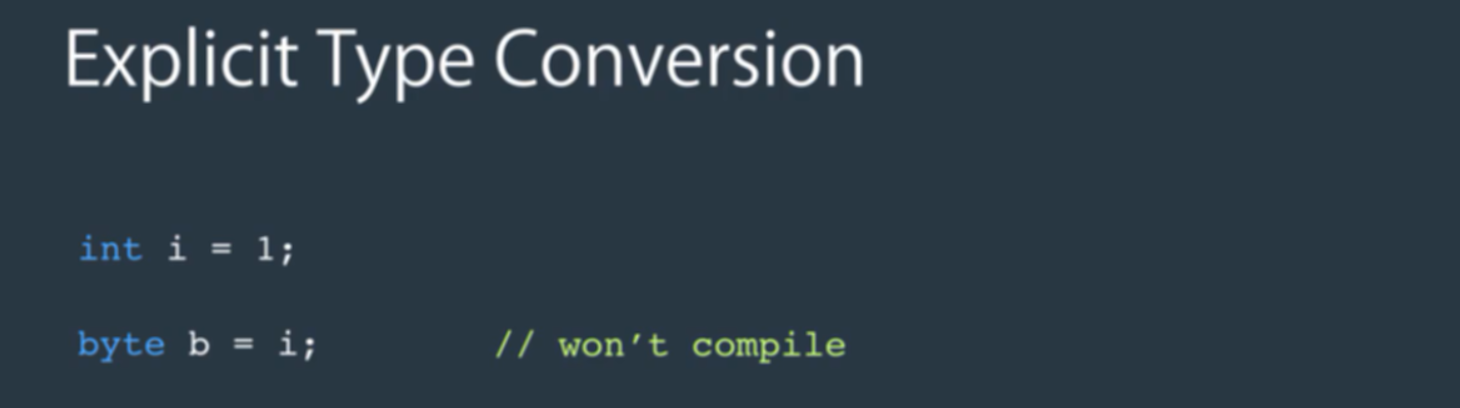 Explicit Type Conversion
int i = 1;
byte b = i;        // won’t compile